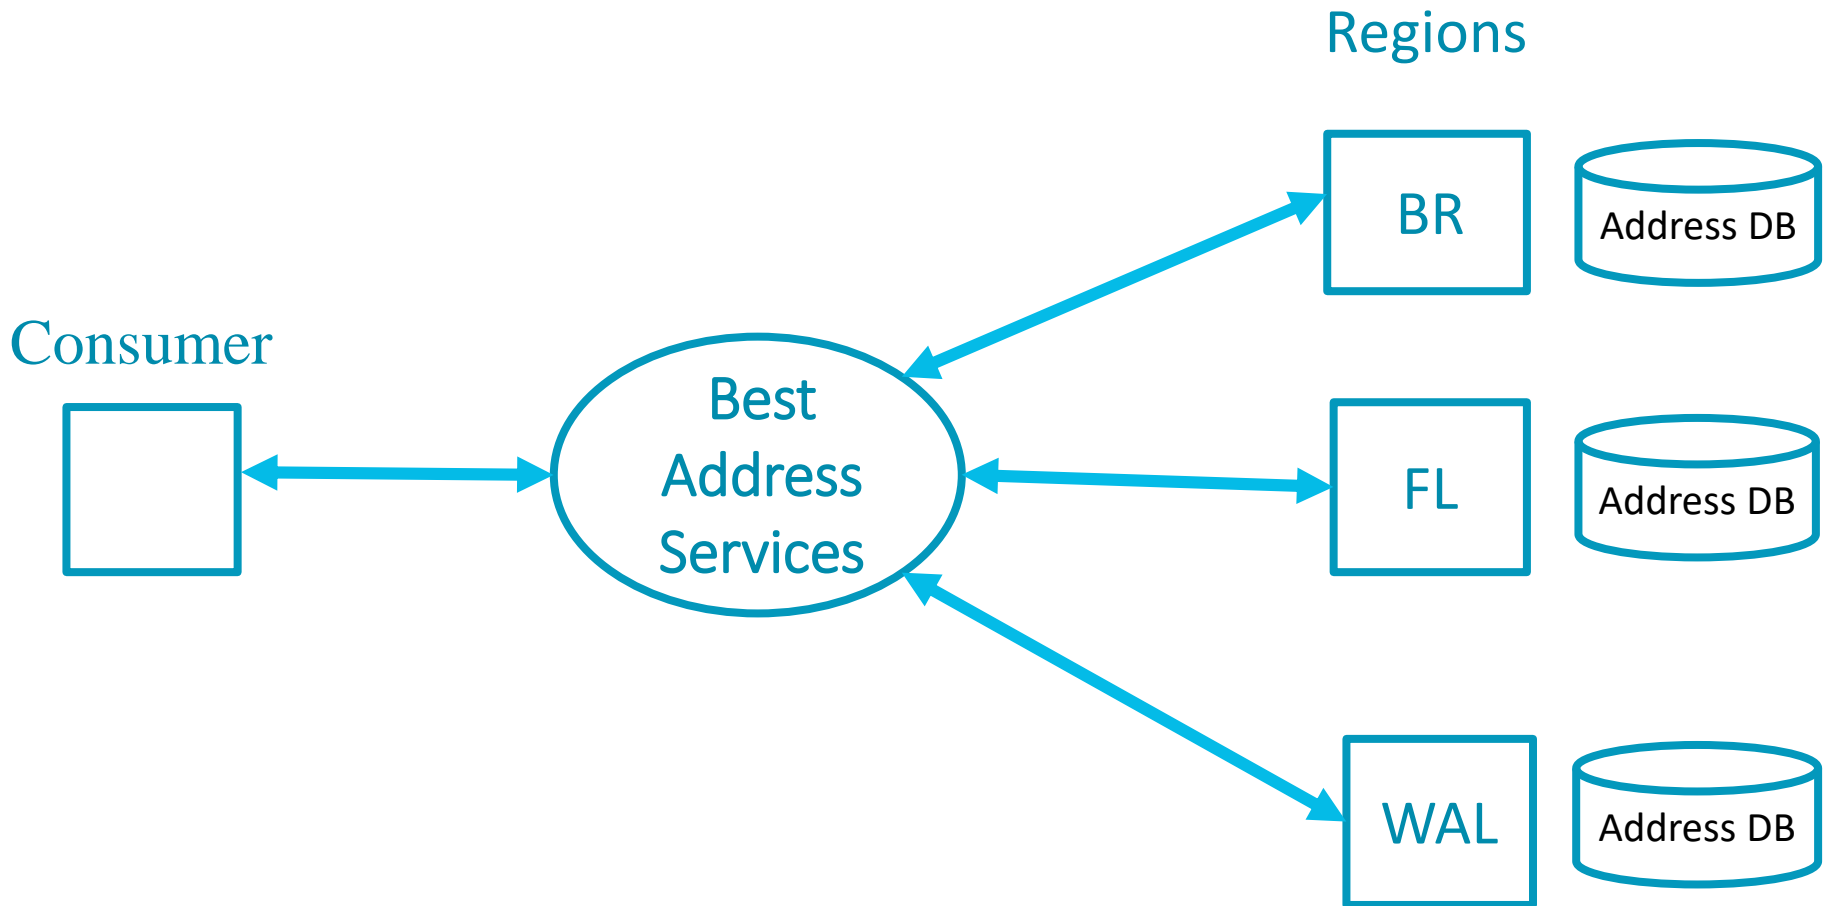 Regions
BR
Address DB
Consumer
Best
Address
Services
FL
Address DB
WAL
Address DB